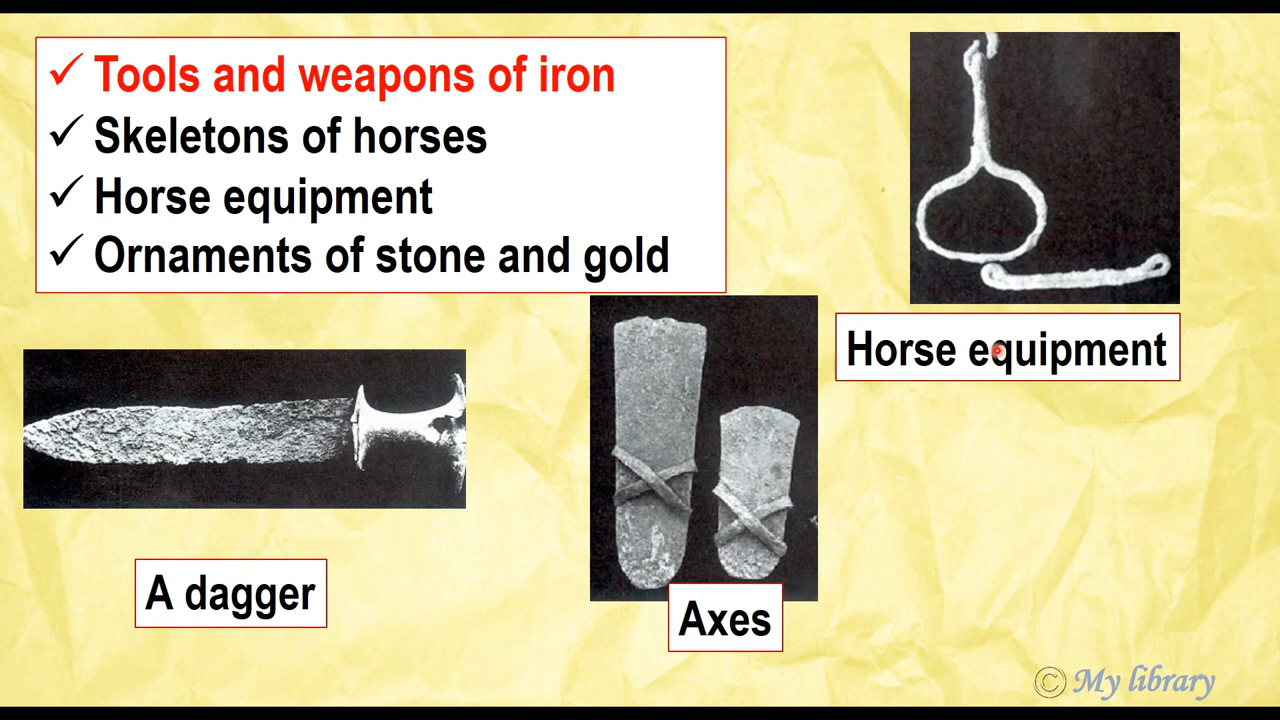 Tools and weapons of iron
Skeletons of horses
Horse equipment
Ornaments of stone and gold
Horse equipment
A dagger
Axes
© My library